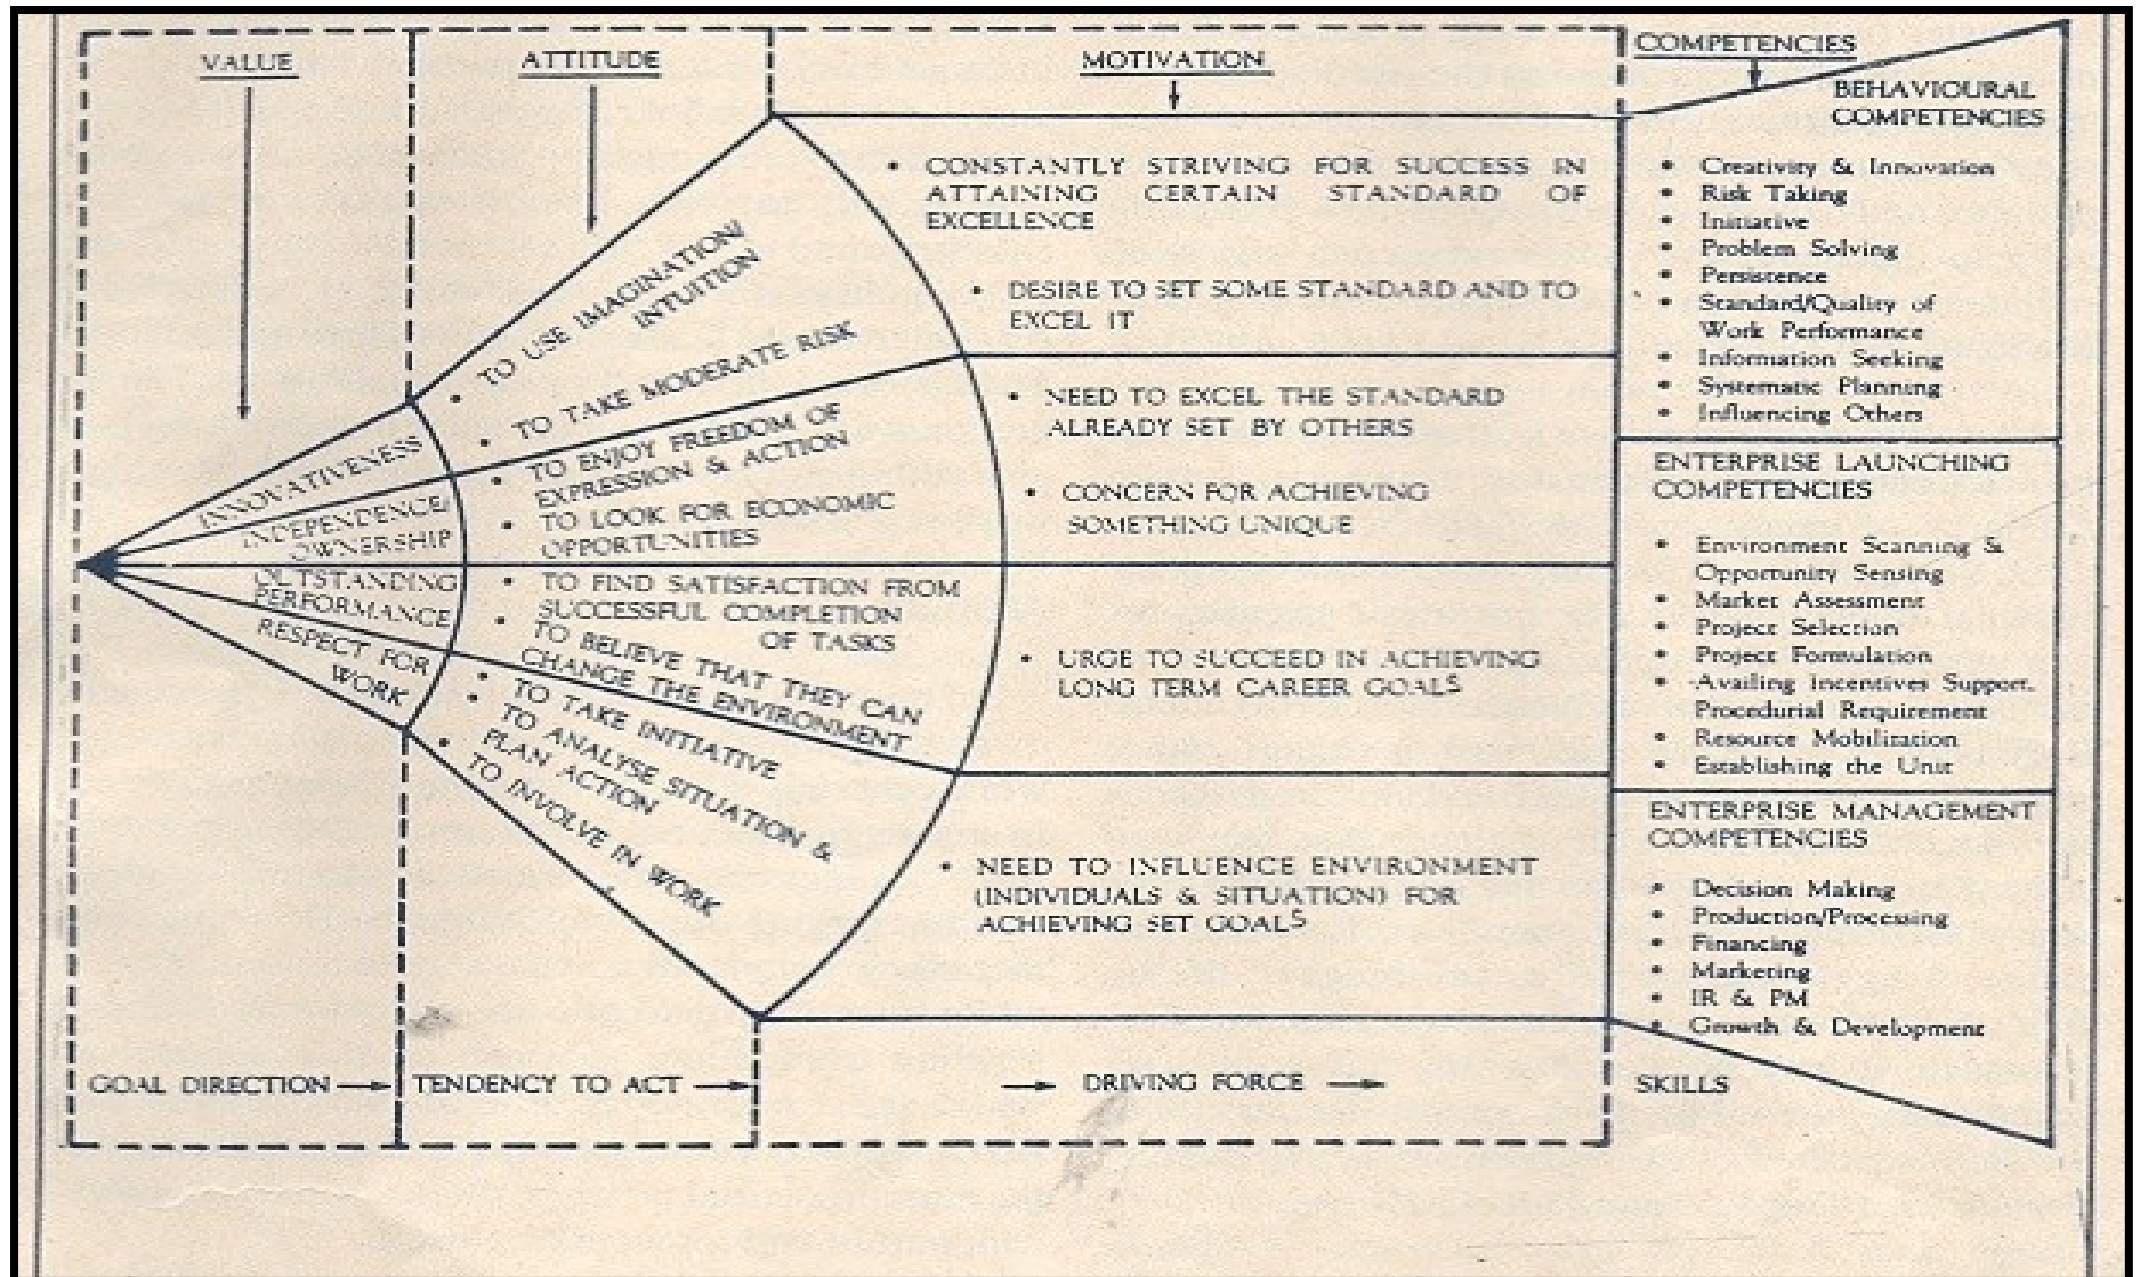 VALUE
ATTITUDE
MOTIVATION
COMPETENCIES
INNOVATIVENESS
INDEPENDENCE/
OWNERSHIP
OUTSTANDING
PERFORMANCE
RESPECT FOR
WORK
• TO USE IMAGINATION/
INTUITION
• TO TAKE MODERATE RISK
• TO ENJOY FREEDOM OF
EXPRESSION & ACTION
• TO LOOK FOR ECONOMIC
OPPORTUNITIES
• TO FIND SATISFACTION FROM
SUCCESSFUL COMPLETION
OF TASKS
• TO BELIEVE THAT THEY CAN
CHANGE THE ENVIRONMENT
• TO TAKE INITIATIVE
• TO ANALYSE SITUATION &
PLAN ACTION
• TO INVOLVE IN WORK
• CONSTANTLY STRIVING FOR SUCCESS IN
ATTAINING CERTAIN STANDARD OF
EXCELLENCE
• DESIRE TO SET SOME STANDARD AND TO
EXCEL IT
• NEED TO EXCEL THE STANDARD
ALREADY SET BY OTHERS
• CONCERN FOR ACHIEVING
SOMETHING UNIQUE
• URGE TO SUCCEED IN ACHIEVING
LONG TERM CAREER GOALS
• NEED TO INFLUENCE ENVIRONMENT
(INDIVIDUALS & SITUATION) FOR
ACHIEVING SET GOALS
BEHAVIOURAL
COMPETENCIES
• Creativity & Innovation
• Risk Taking
• Initiative
• Problem Solving
• Persistence
• Standard/Quality of
Work Performance
• Information Seeking
• Systematic Planning
• Influencing Others
ENTERPRISE LAUNCHING
COMPETENCIES
• Environment Scanning &
Opportunity Sensing
• Market Assessment
• Project Selection
• Project Formulation
• Availing Incentives Support.
Procedurial Requirement
• Resource Mobilization
• Establishing the Unit
ENTERPRISE MANAGEMENT
COMPETENCIES
• Decision Making
• Production/Processing
• Financing
• Marketing
• IR & PM
• Growth & Development
GOAL DIRECTION
TENDENCY TO ACT
DRIVING FORCE
SKILLS